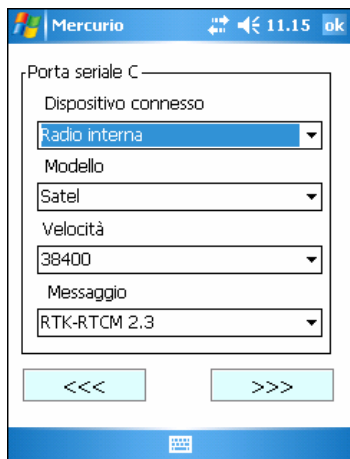 Mercurio 11.15 ok
Porta seriale C
Dispositivo connesso
Radio interna
Modello
Satel
Velocità
38400
Messaggio
RTK-RTCM 2.3
<<< >>>